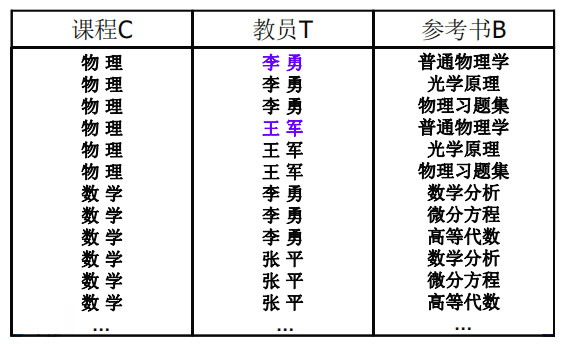 课程C 教员T 参考书B
物 理 李 勇 普通物理学
物 理 李 勇 光学原理
物 理 李 勇 物理习题集
物 理 王 军 普通物理学
物 理 王 军 光学原理
物 理 王 军 物理习题集
数 学 李 勇 数学分析
数 学 李 勇 微分方程
数 学 李 勇 高等代数
数 学 张 平 数学分析
数 学 张 平 微分方程
数 学 张 平 高等代数
... ... ...